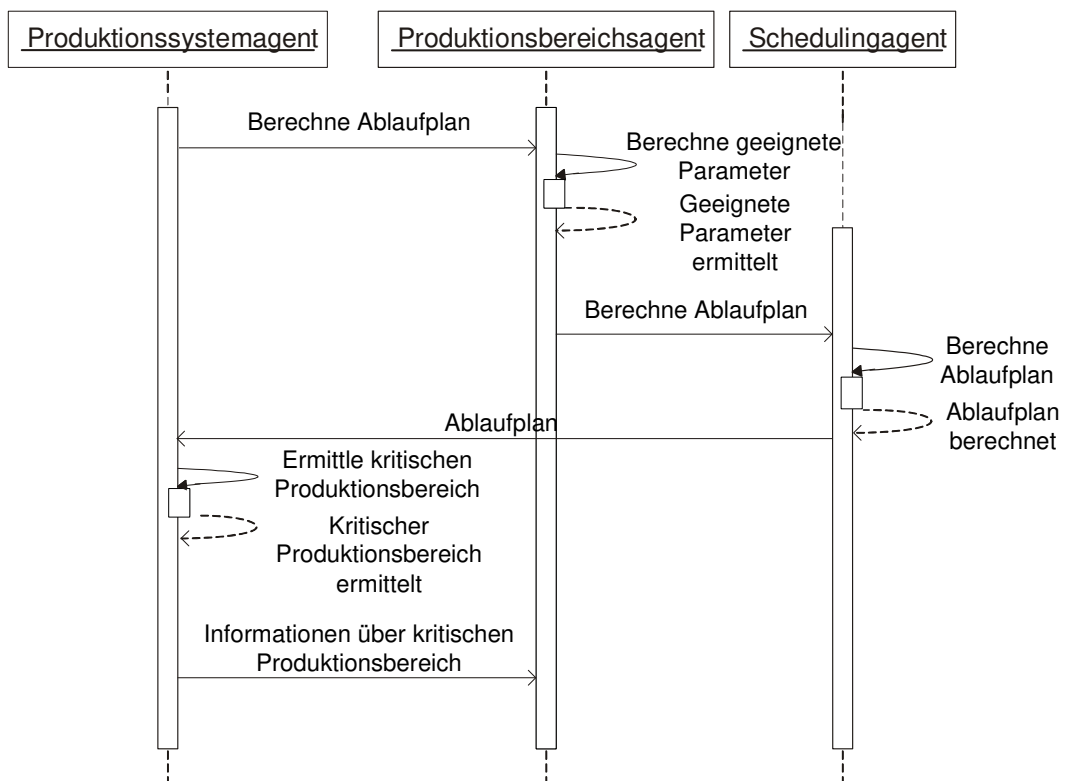 Produktionssystemagent
Produktionsbereichsagent
Schedulingagent
Berechne Ablaufplan
Berechne geeignete
Parameter
Geeignete
Parameter
ermittelt
Berechne Ablaufplan
Berechne
Ablaufplan
Ablaufplan
berechnet
Ablaufplan
Ermittle kritischen
Produktionsbereich
Kritischer
Produktionsbereich
ermittelt
Informationen über kritischen
Produktionsbereich